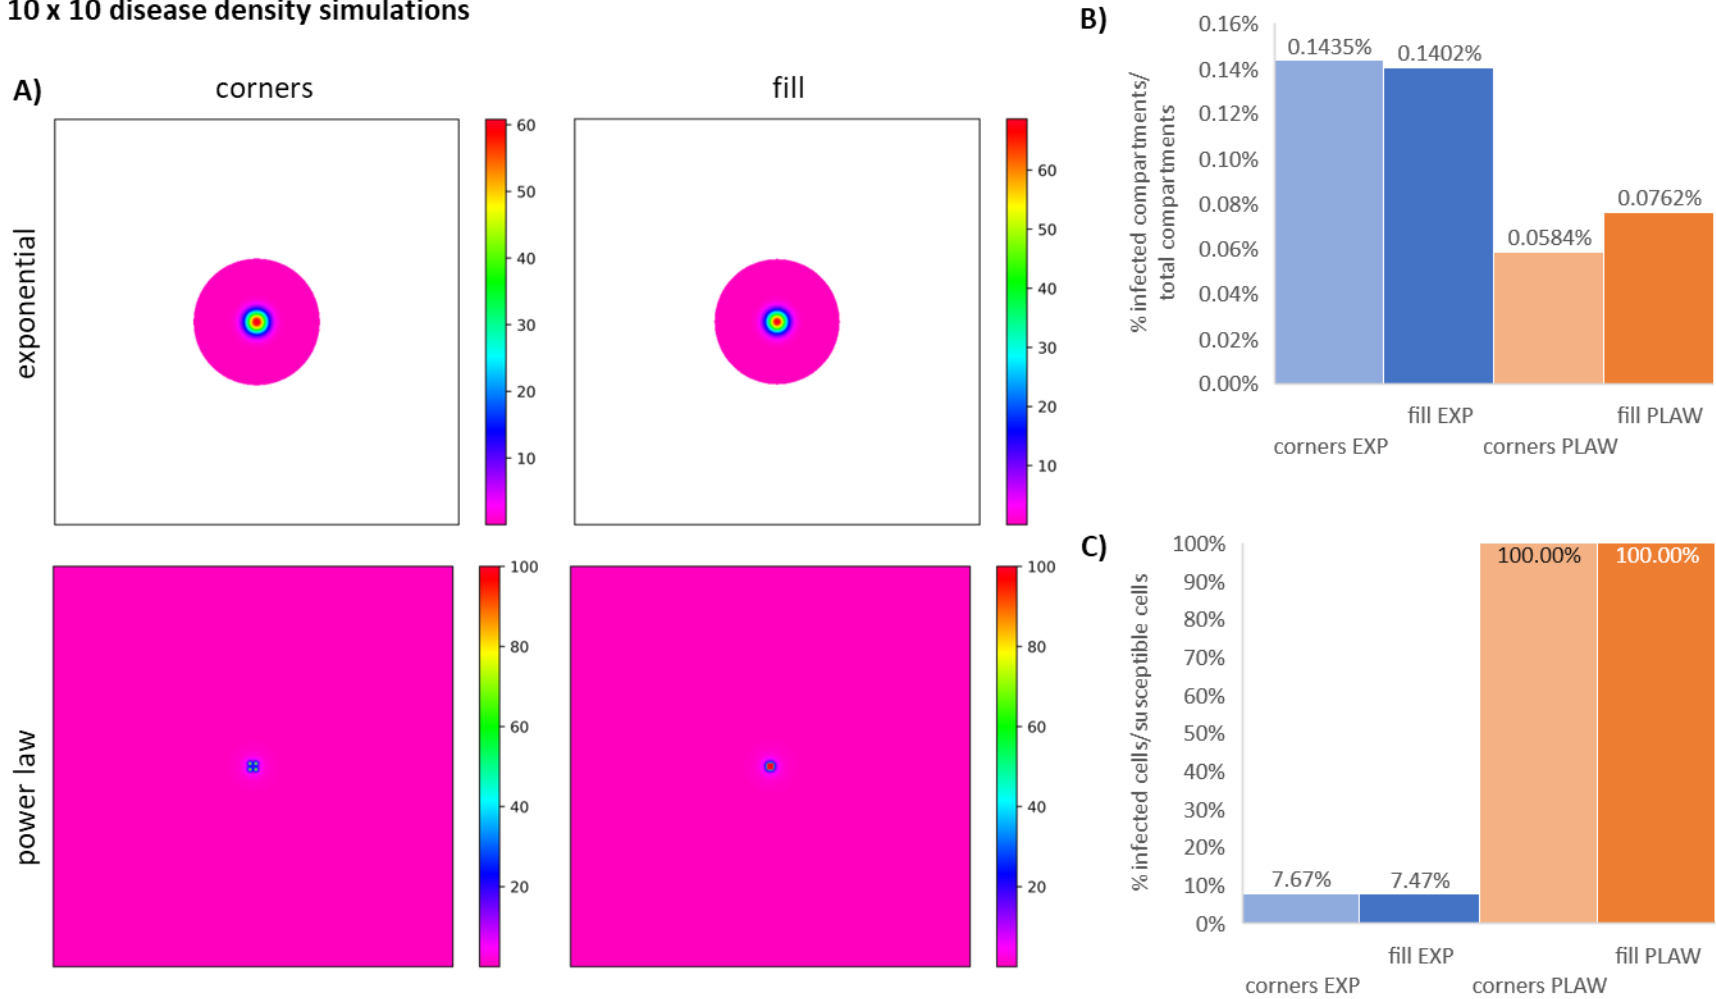 10 x 10 disease density simulations
A)
corners
fill
exponential
60
50
40
30
20
10
60
50
40
30
20
10
power law
100
80
60
40
20
100
80
60
40
20
B)
% infected compartments/
total compartments
0.16%
0.14%
0.12%
0.10%
0.08%
0.06%
0.04%
0.02%
0.00%
0.1435%
0.1402%
0.0584%
0.0762%
fill EXP
fill PLAW
corners EXP
corners PLAW
C)
% infected cells/susceptible cells
100%
90%
80%
70%
60%
50%
40%
30%
20%
10%
0%
7.67%
7.47%
100.00%
100.00%
fill EXP
fill PLAW
corners EXP
corners PLAW